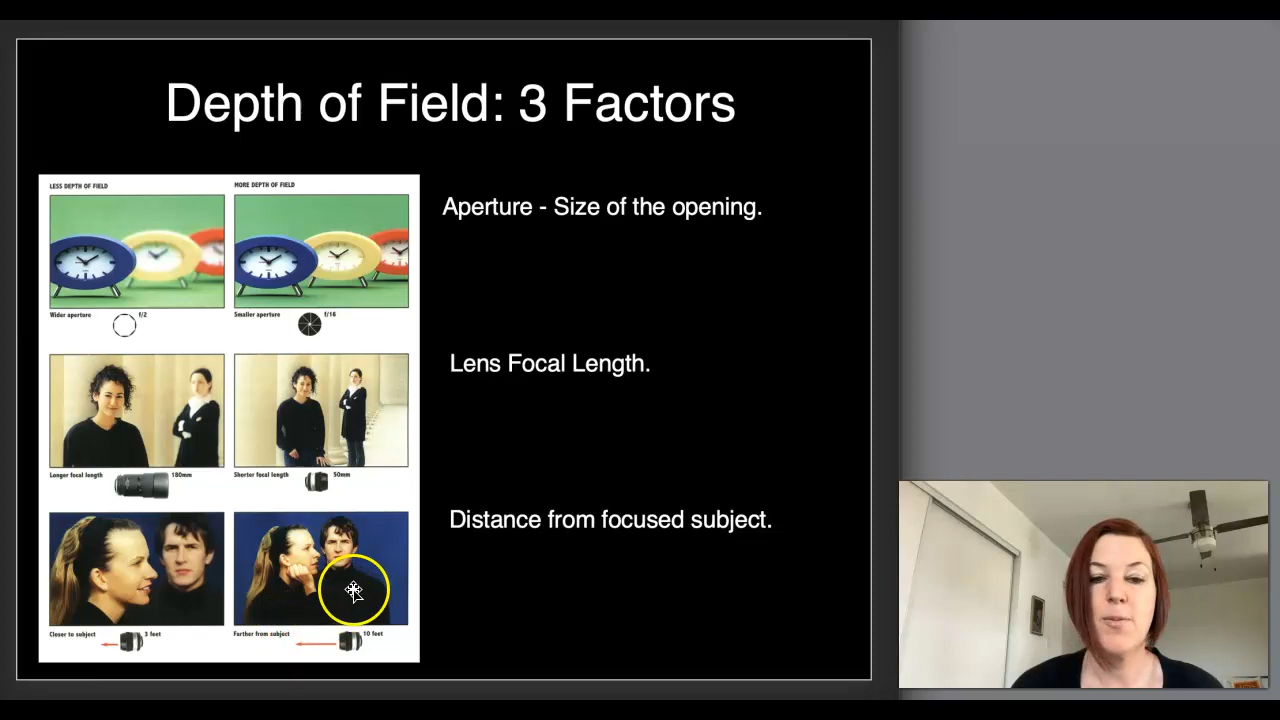 Depth of Field: 3 Factors
LESS DEPTH OF FIELD
MORE DEPTH OF FIELD
Aperture - Size of the opening.
Wider aperture f/2
Smaller aperture f/16
Lens Focal Length.
Longer focal length 180mm
Shorter focal length 50mm
Distance from focused subject.
Closer to subject 3 feet
Farther from subject 10 feet